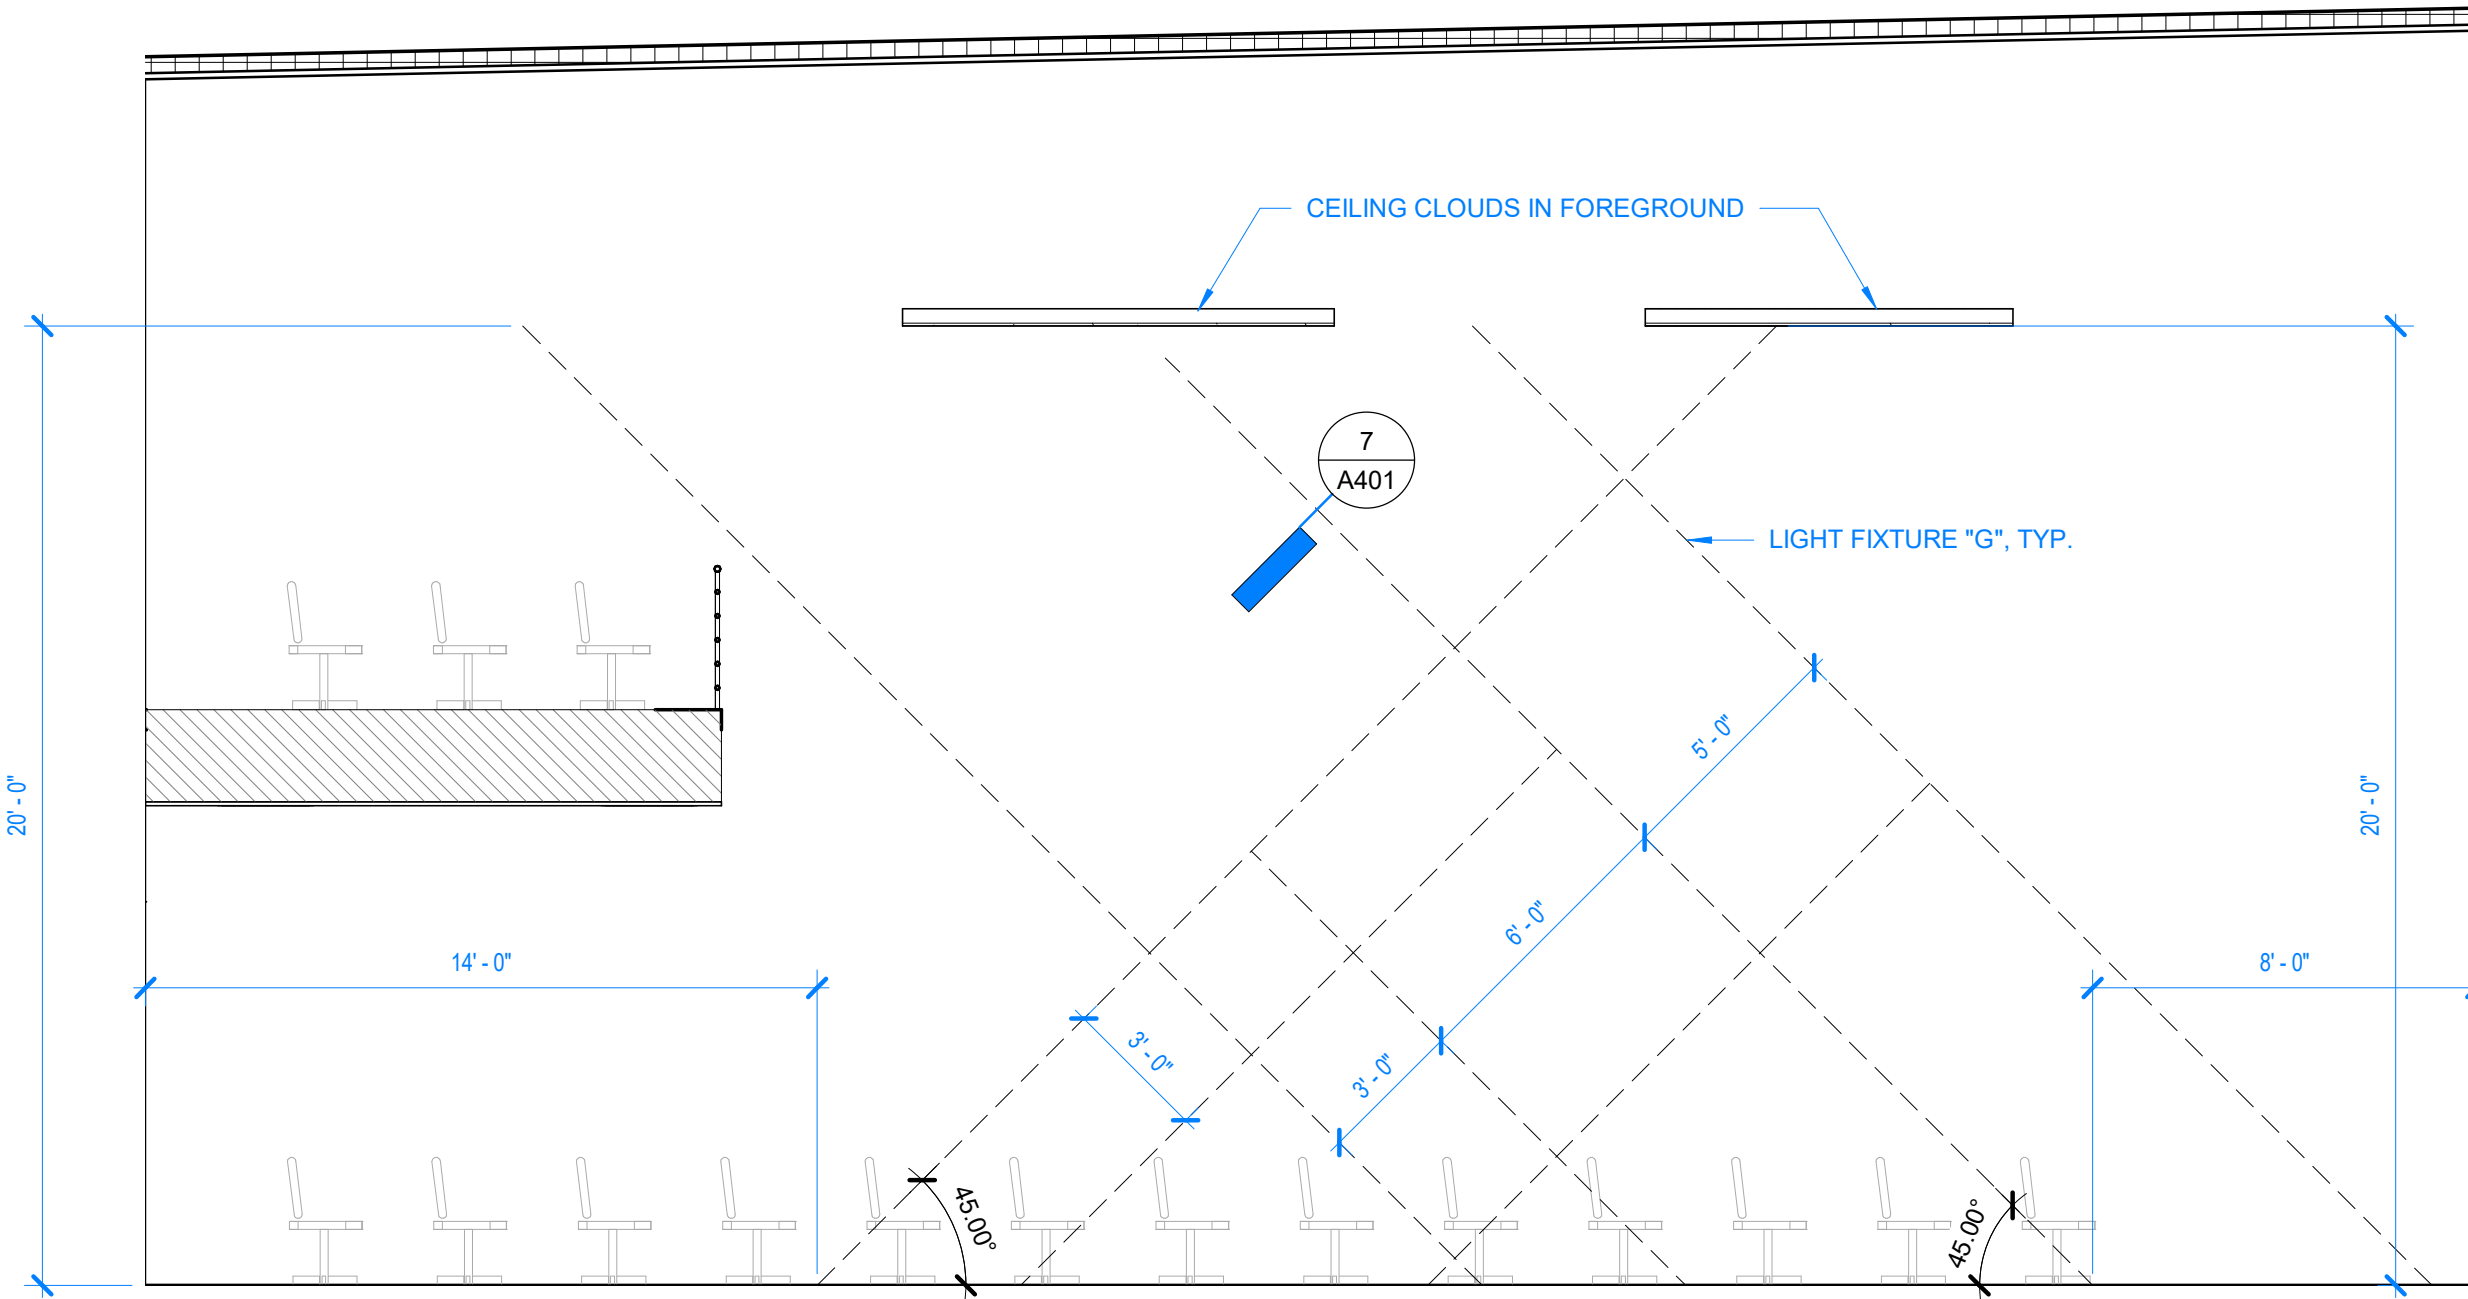 CEILING CLOUDS IN FOREGROUND
7
A401
LIGHT FIXTURE "G", TYP.
5' - 0"
20' - 0"
20' - 0"
6' - 0"
14' - 0"
8' - 0"
3' - 0"
3' - 0"
45.00°
45.00°